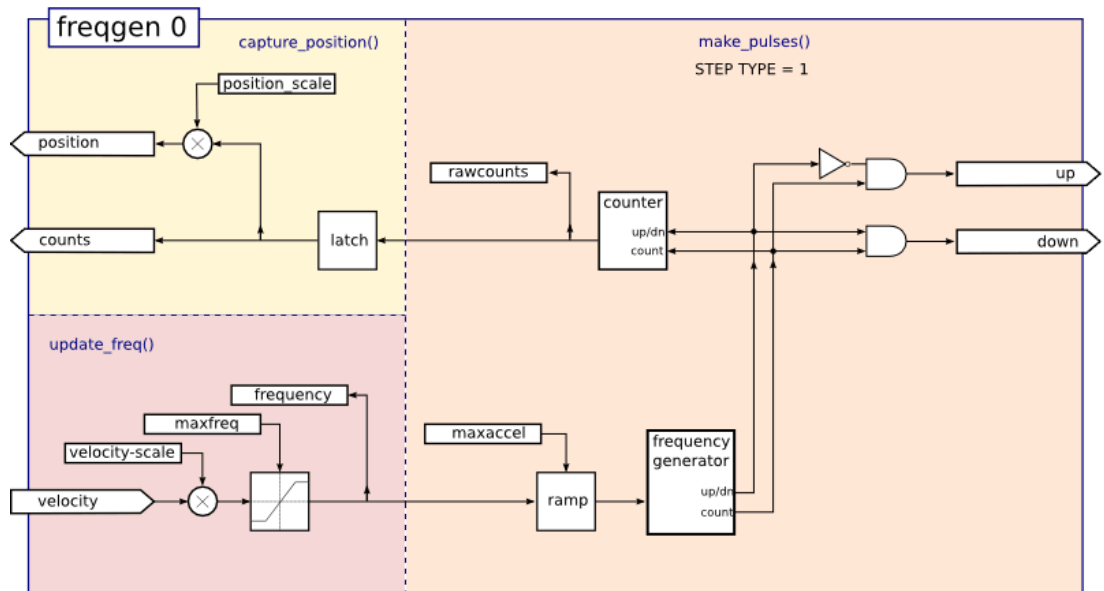 freqgen 0
capture_position()
make_pulses()
STEP TYPE = 1
position_scale
position
rawcounts
up
counter
up/dn
count
counts
latch
down
update_freq()
frequency
maxfreq
maxaccel
velocity-scale
frequency
generator
up/dn
count
velocity
ramp